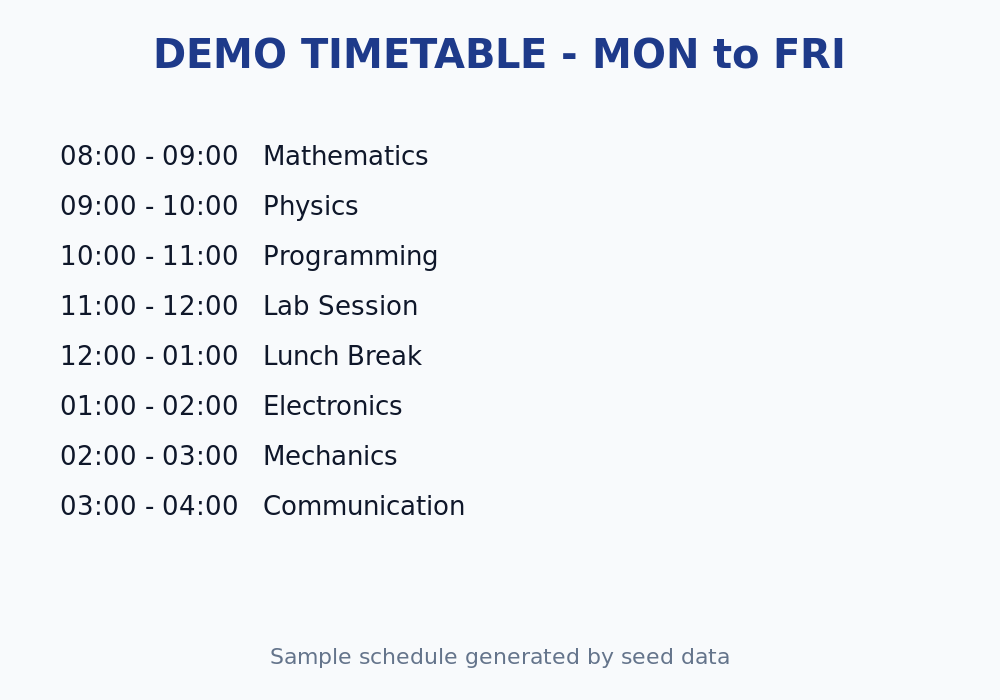 DEMO TIMETABLE - MON to FRI
08:00 - 09:00 Mathematics
09:00 - 10:00 Physics
10:00 - 11:00 Programming
11:00 - 12:00 Lab Session
12:00 - 01:00 Lunch Break
01:00 - 02:00 Electronics
02:00 - 03:00 Mechanics
03:00 - 04:00 Communication
Sample schedule generated by seed data